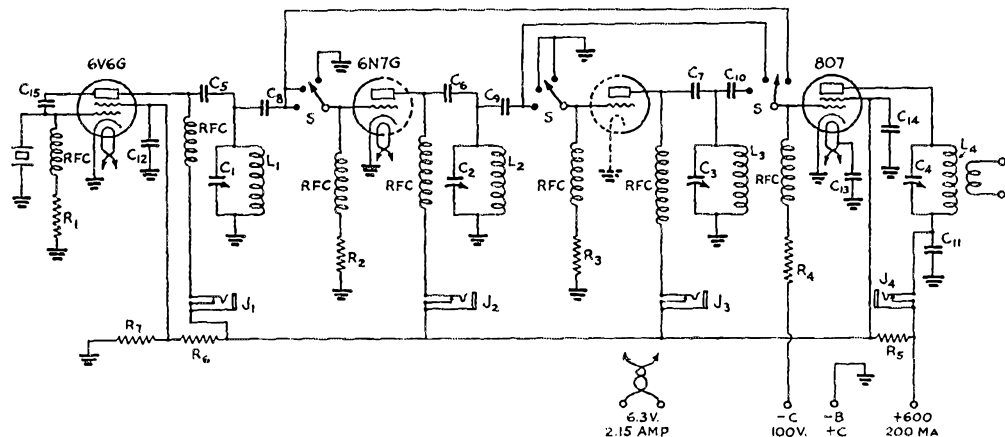 6V6G
6N7G
807
C15
C5
C8
C6
C9
C7
C10
S
S
S
C14
RFC
C12
RFC
C1
L1
RFC
RFC
C2
L2
RFC
RFC
C3
L3
RFC
C13
C4
L4
R1
R2
R3
R4
C11
J1
J2
J3
J4
R7
R6
R5
6.3V.
2.15 AMP
-C
100V.
-B
+C
+600
200 MA